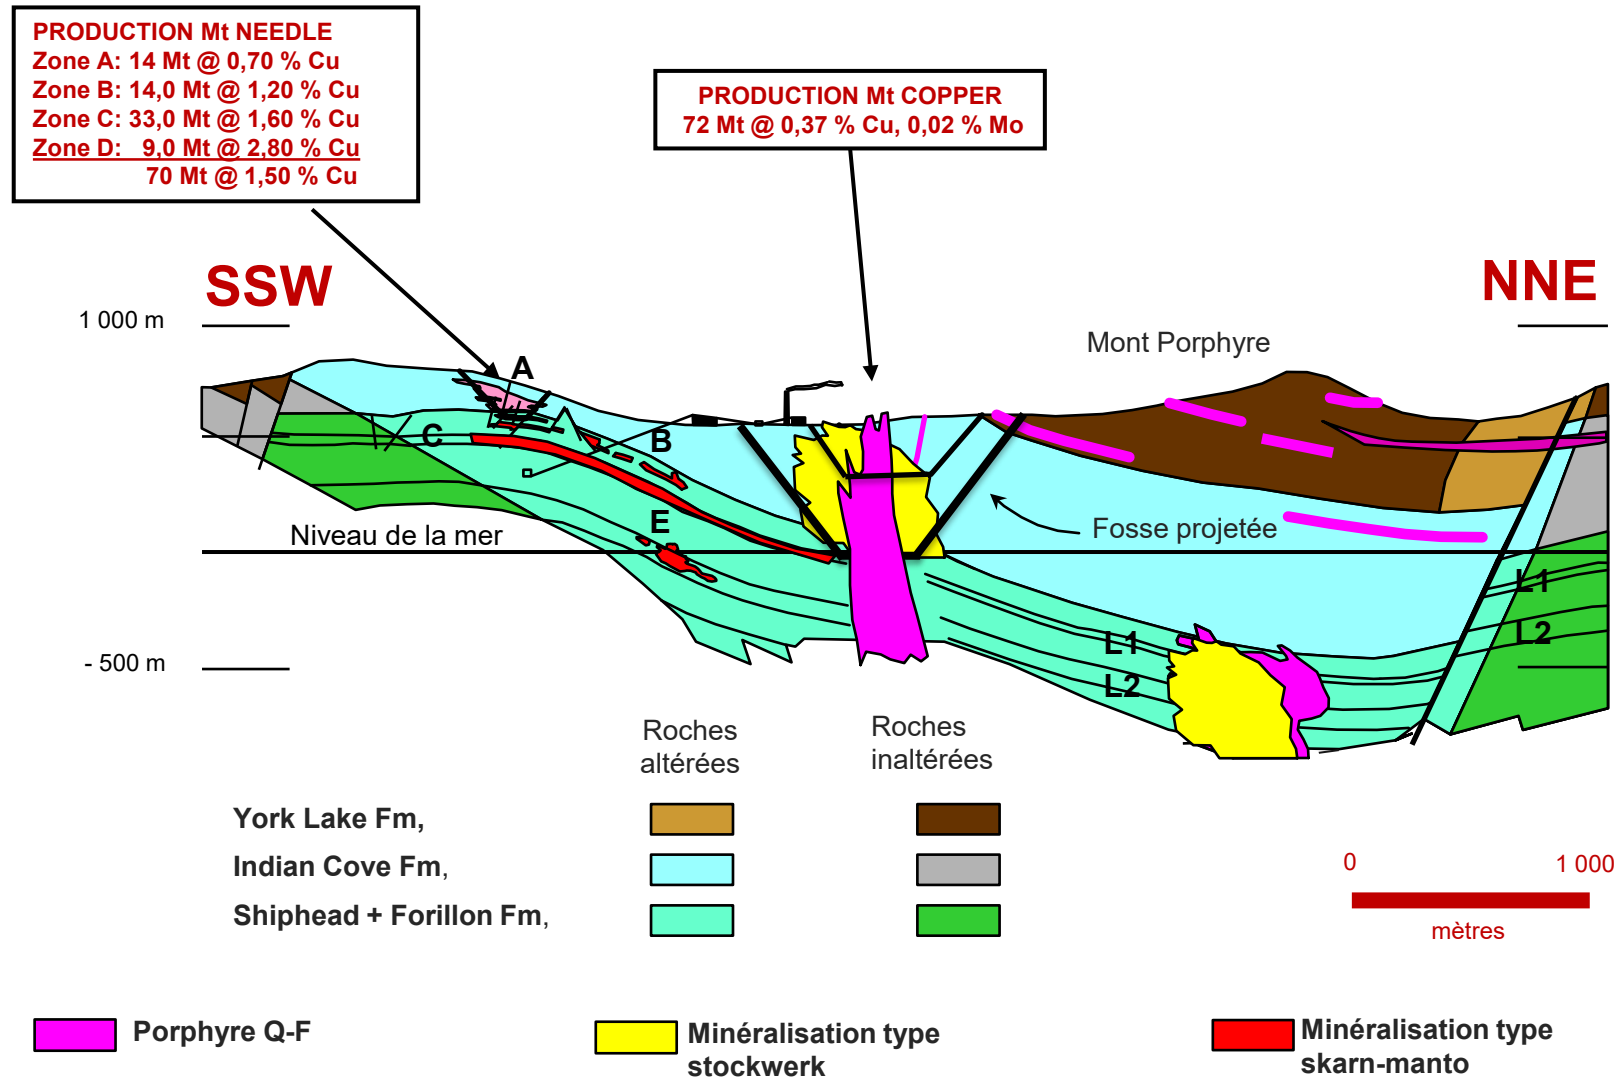 PRODUCTION Mt NEEDLE
Zone A: 14 Mt @ 0,70 % Cu
Zone B: 14,0 Mt @ 1,20 % Cu
Zone C: 33,0 Mt @ 1,60 % Cu
Zone D: 9,0 Mt @ 2,80 % Cu
70 Mt @ 1,50 % Cu
PRODUCTION Mt COPPER
72 Mt @ 0,37 % Cu, 0,02 % Mo
SSW
NNE
1 000 m
Mont Porphyre
A
C
B
E
Niveau de la mer
Fosse projetée
L1
L2
L1
L2
- 500 m
Roches
altérées
Roches
inaltérées
York Lake Fm,
Indian Cove Fm,
Shiphead + Forillon Fm,
0
1 000
mètres
Porphyre Q-F
Minéralisation type
stockwerk
Minéralisation type
skarn-manto